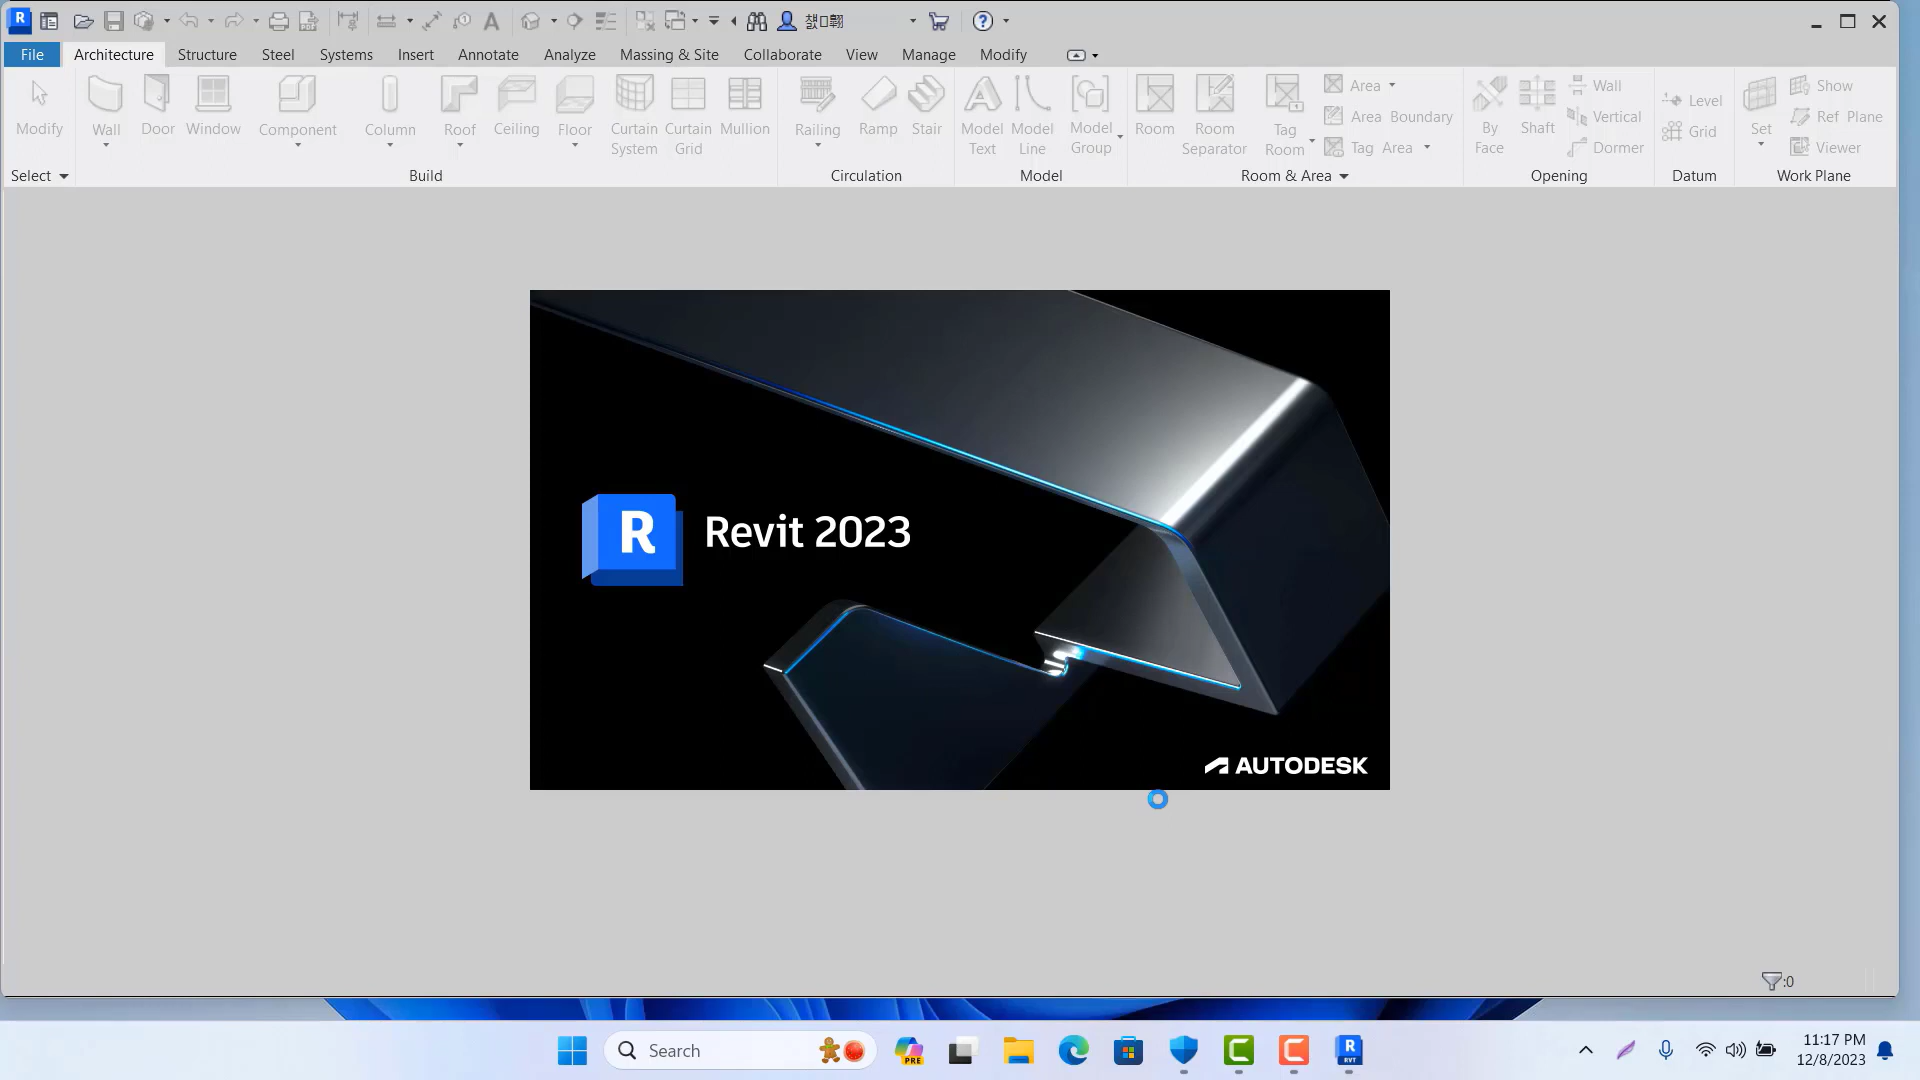 File Architecture Structure Steel Systems Insert Annotate Analyze Massing & Site Collaborate View Manage Modify
Modify Wall Door Window Component Column Roof Ceiling Floor Curtain System Curtain Grid Mullion Railing Ramp Stair Model Text Model Line Model Group Room Room Separator Tag Room
Area
Area Boundary
Tag Area
By Face Shaft
Wall
Vertical
Dormer
Level
Grid
Set
Show
Ref Plane
Viewer
Select Build Circulation Model Room & Area Opening Datum Work Plane
R Revit 2023
AUTODESK
:0
Search
PRE
RVT
11:17 PM
12/8/2023